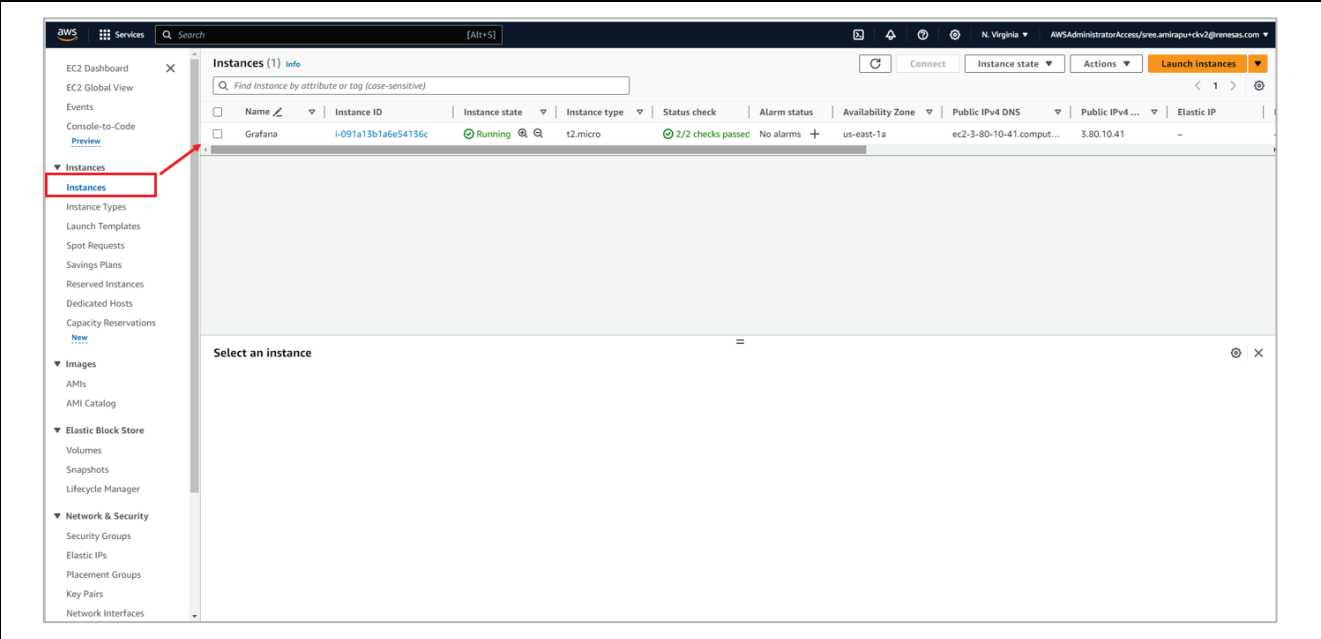 aws Services Search [Alt+S] N. Virginia AWSAdministratorAccess/sree.amirapu+ckv2@renesas.com
EC2 Dashboard
EC2 Global View
Events
Console-to-Code
Preview
Instances
Instances
Instance Types
Launch Templates
Spot Requests
Savings Plans
Reserved Instances
Dedicated Hosts
Capacity Reservations
New
Images
AMIs
AMI Catalog
Elastic Block Store
Volumes
Snapshots
Lifecycle Manager
Network & Security
Security Groups
Elastic IPs
Placement Groups
Key Pairs
Network Interfaces
Instances (1) Info Connect Instance state Actions Launch instances
Find Instance by attribute or tag (case-sensitive) 1
Name Instance ID Instance state Instance type Status check Alarm status Availability Zone Public IPv4 DNS Public IPv4 ... Elastic IP
Grafana i-091a13b1a6e54136c Running t2.micro 2/2 checks passed No alarms us-east-1a ec2-3-80-10-41.comput... 3.80.10.41 –
Select an instance